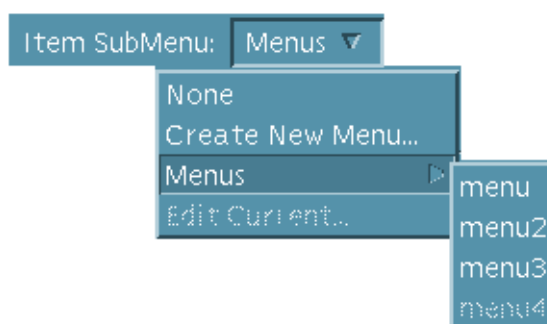 Item SubMenu: Menus
None
Create New Menu...
Menus
Edit Current...
menu
menu2
menu3
menu4